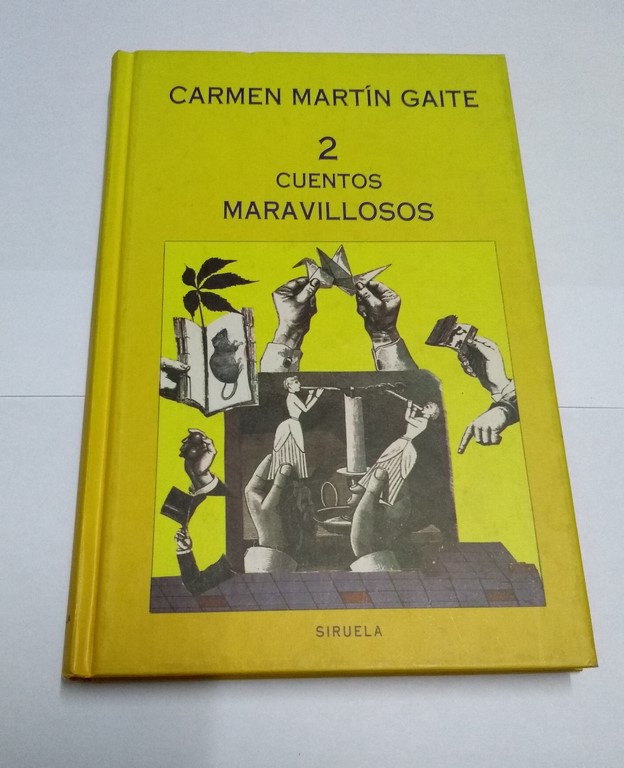 CARMEN MARTÍN GAITE
2
CUENTOS
MARAVILLOSOS
SIRUELA